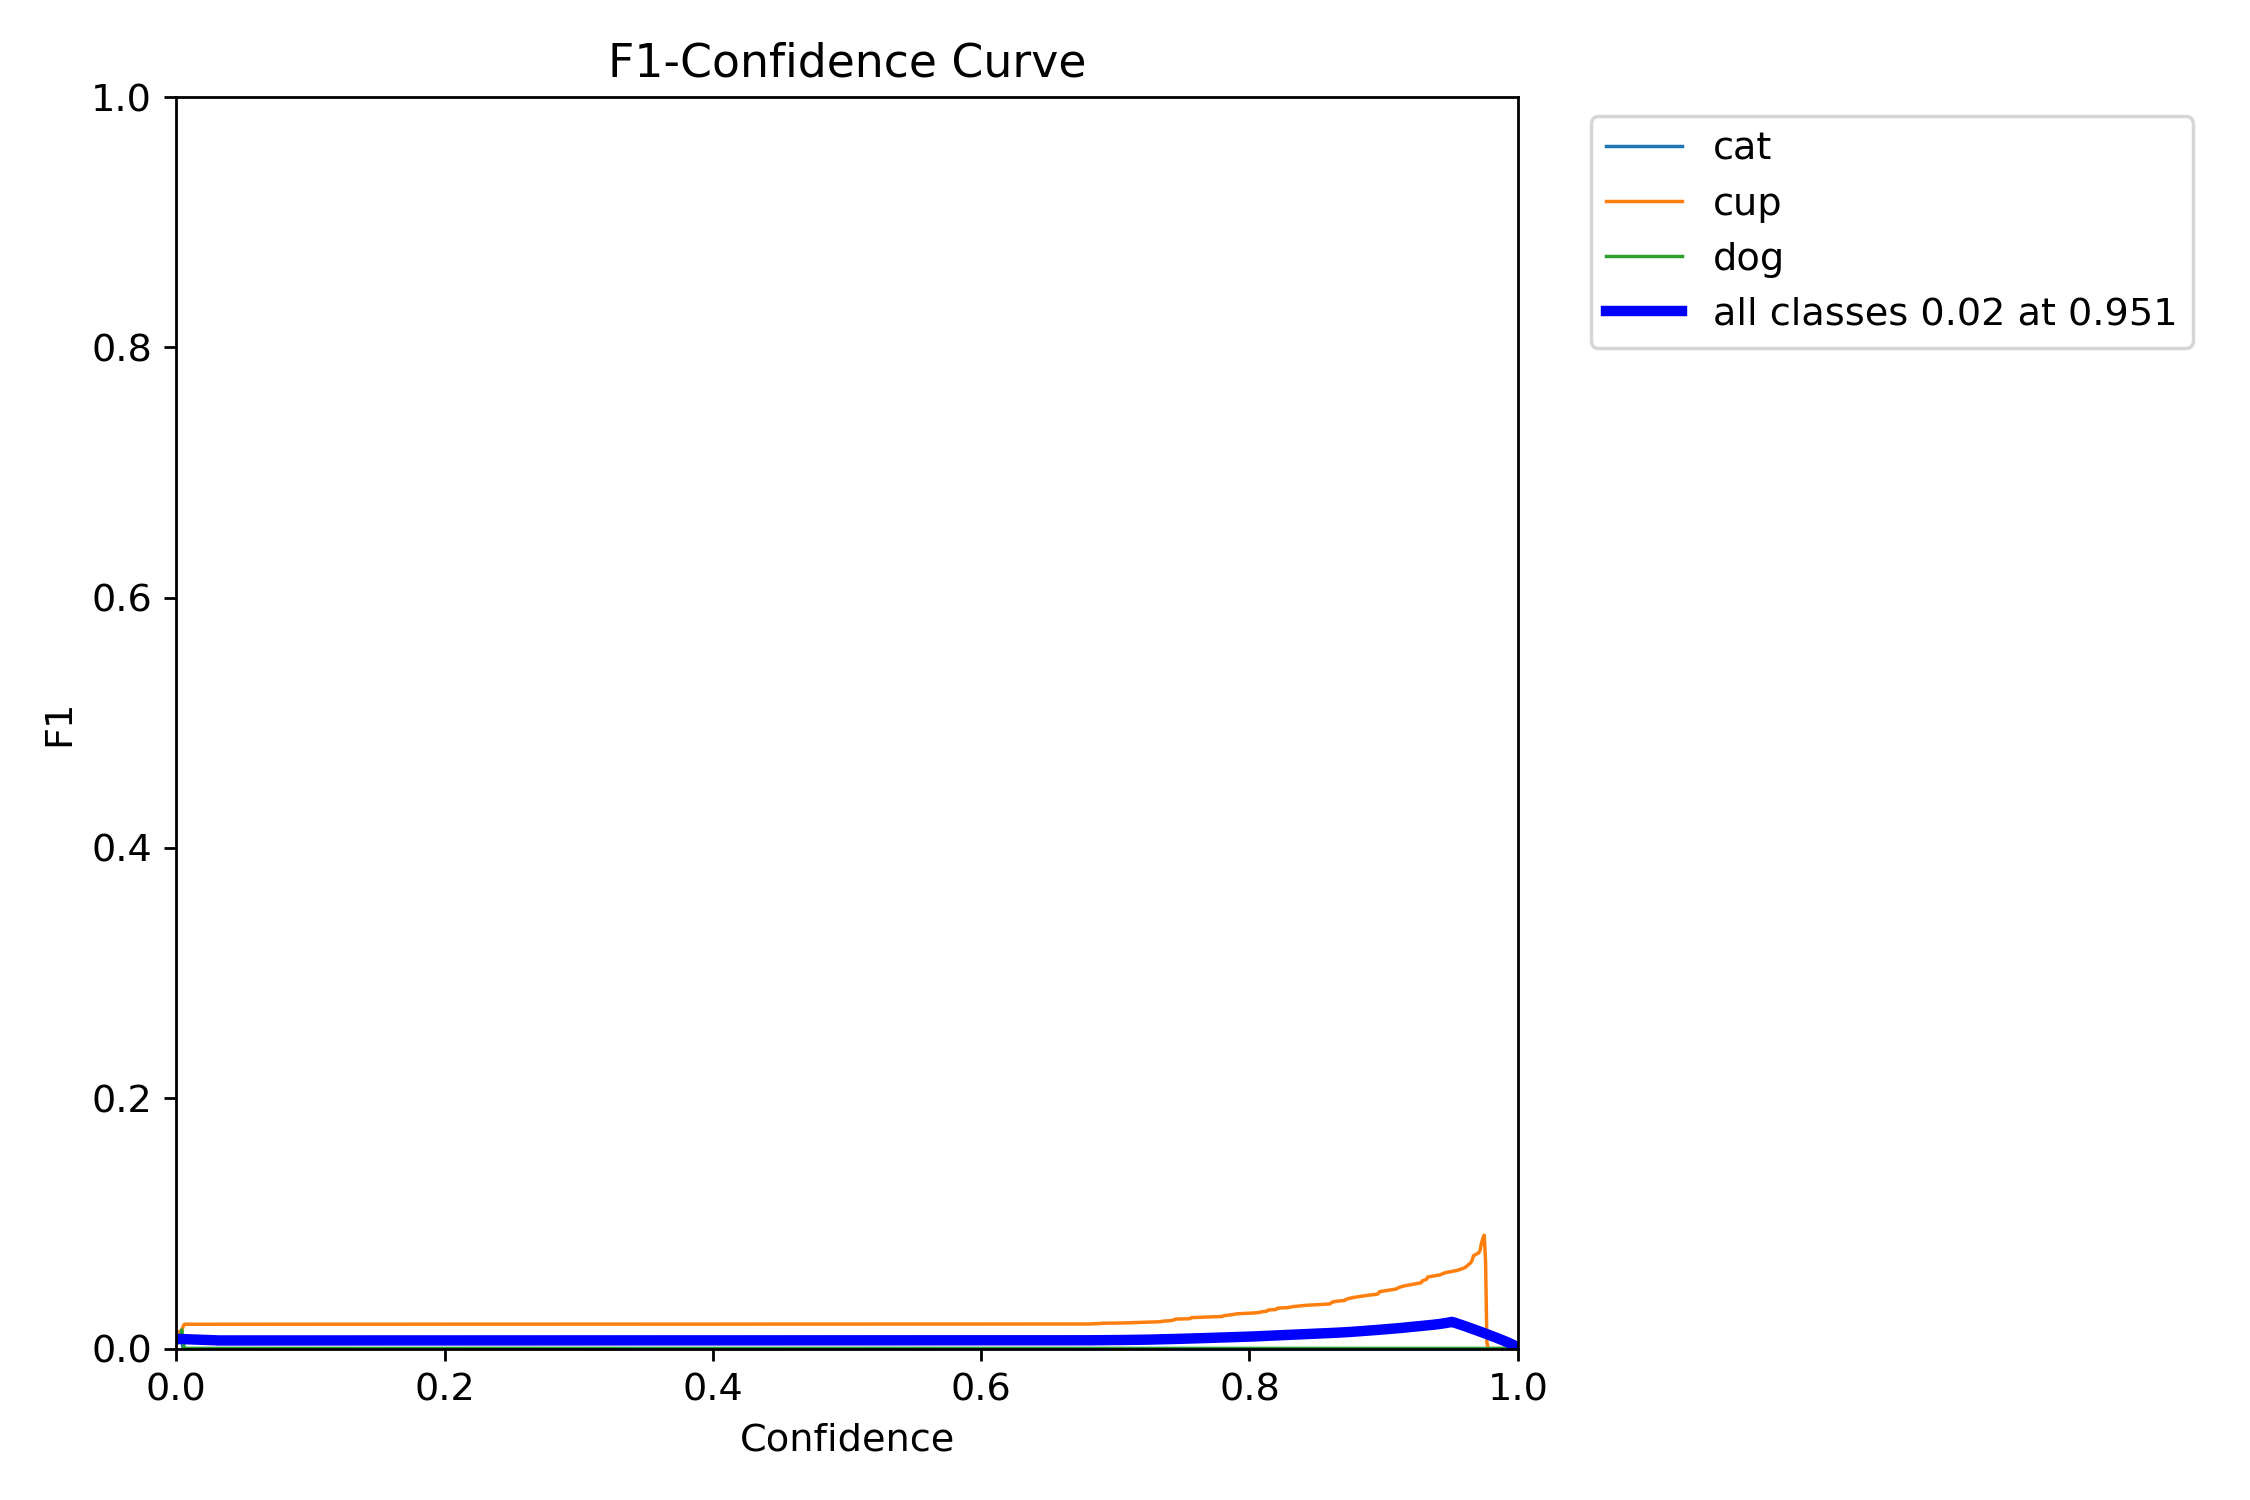 F1-Confidence Curve
1.0
0.8
0.6
0.4
0.2
0.0
F1
0.0 0.2 0.4 0.6 0.8 1.0
Confidence
cat
cup
dog
all classes 0.02 at 0.951